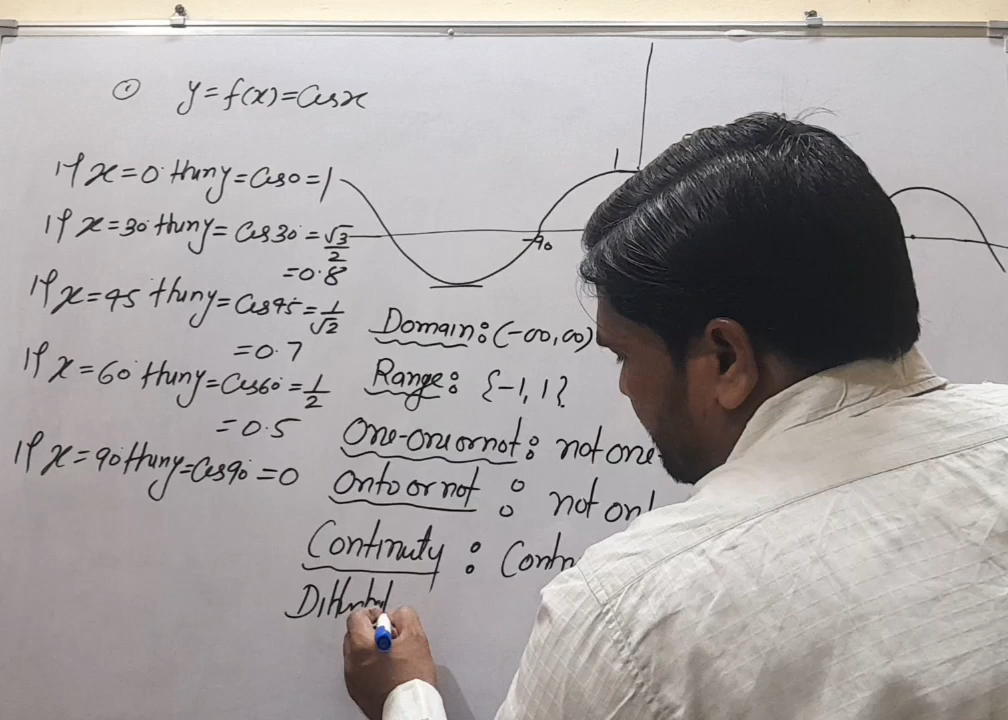 ① y=f(x)=Cosx
If x=0° then y=Cos0=1
If x=30° then y=Cos30°=√3/2
=0.8
If x=45 then y=Cos45=1/√2
=0.7
If x=60° then y=Cos60°=1/2
=0.5
If x=90° then y=Cos90°=0
1
-90
Domain: (-∞,∞)
Range: {-1, 1}
One-one or not: not one-
Onto or not: not on
Continuity: Contn